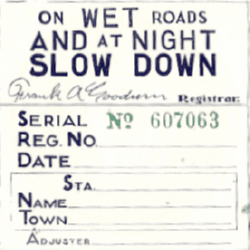 ON WET ROADS
AND AT NIGHT
SLOW DOWN
Frank A. Goodwin Registrar.
SERIAL No 607063
REG. NO.
DATE
STA.
NAME
TOWN
ADJUSTER